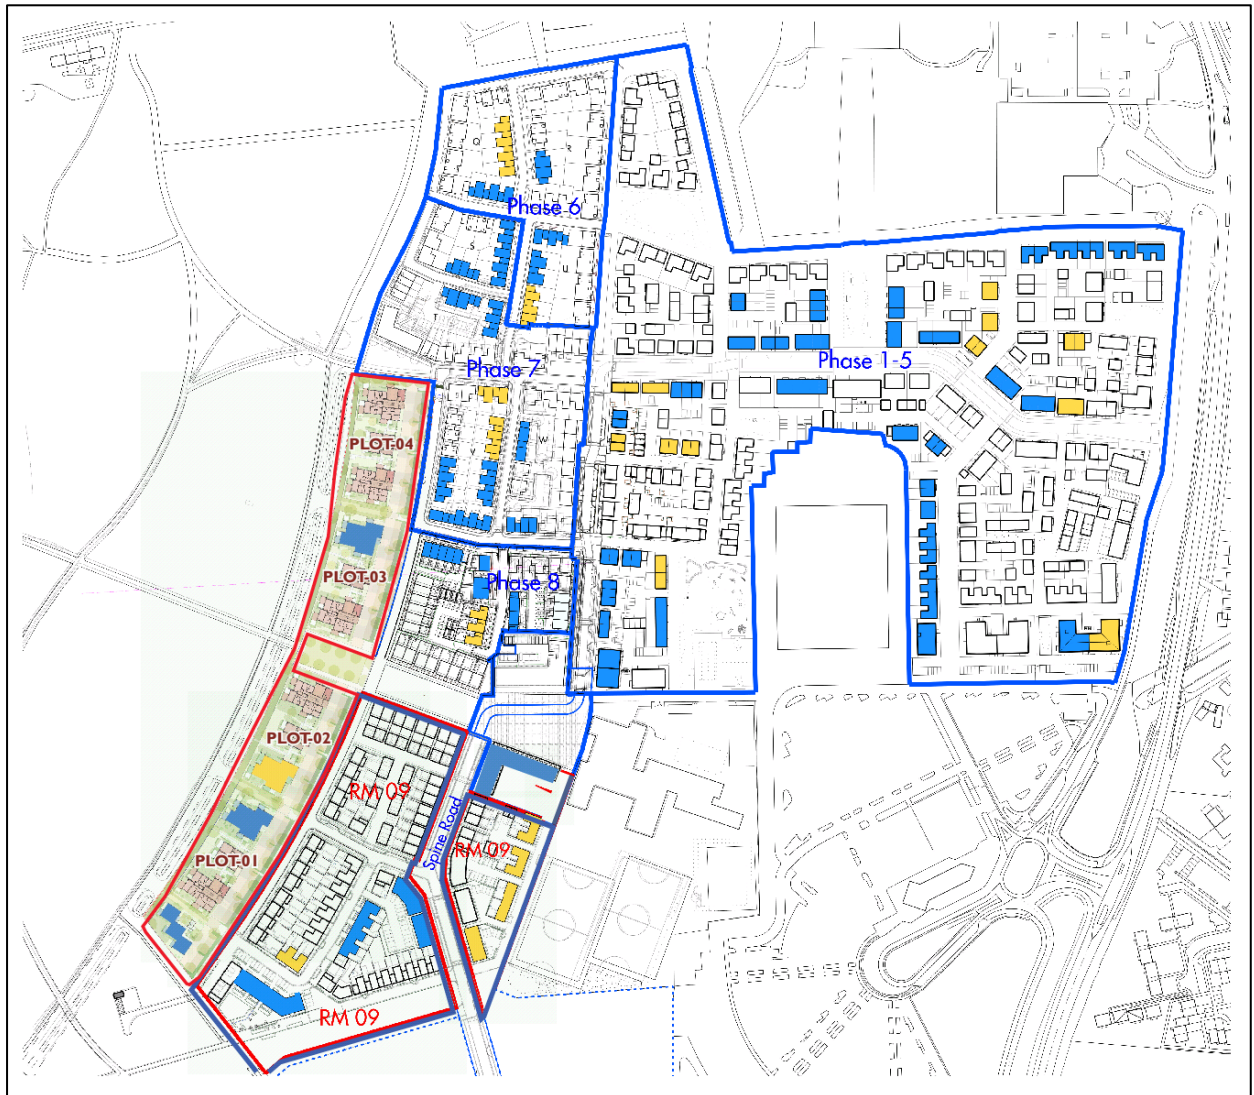 Phase 6
Phase 7
Phase 1-5
PLOT-04
PLOT-03
Phase 8
PLOT-02
RM 09
Spine Road
RM 09
PLOT-01
RM 09
Q
R
S
U
T
V
W